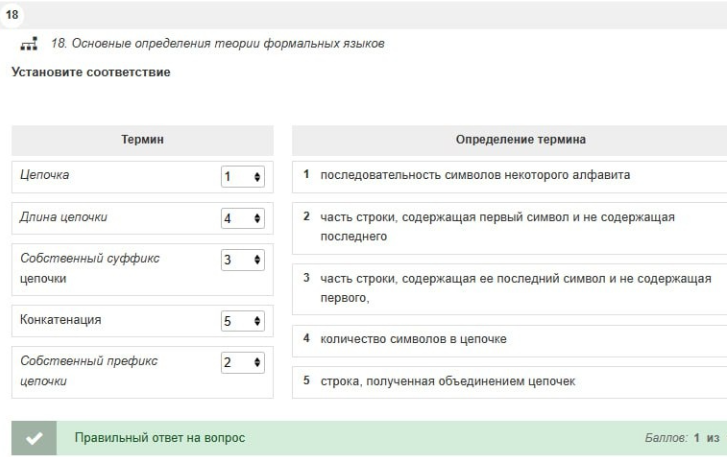 18
18. Основные определения теории формальных языков
Установите соответствие
Термин
Определение термина
Цепочка 1
1 последовательность символов некоторого алфавита
Длина цепочки 4
2 часть строки, содержащая первый символ и не содержащая
последнего
Собственный суффикс 3
цепочки
3 часть строки, содержащая ее последний символ и не содержащая
первого,
Конкатенация 5
4 количество символов в цепочке
Собственный префикс 2
цепочки
5 строка, полученная объединением цепочек
Правильный ответ на вопрос
Баллов: 1 из